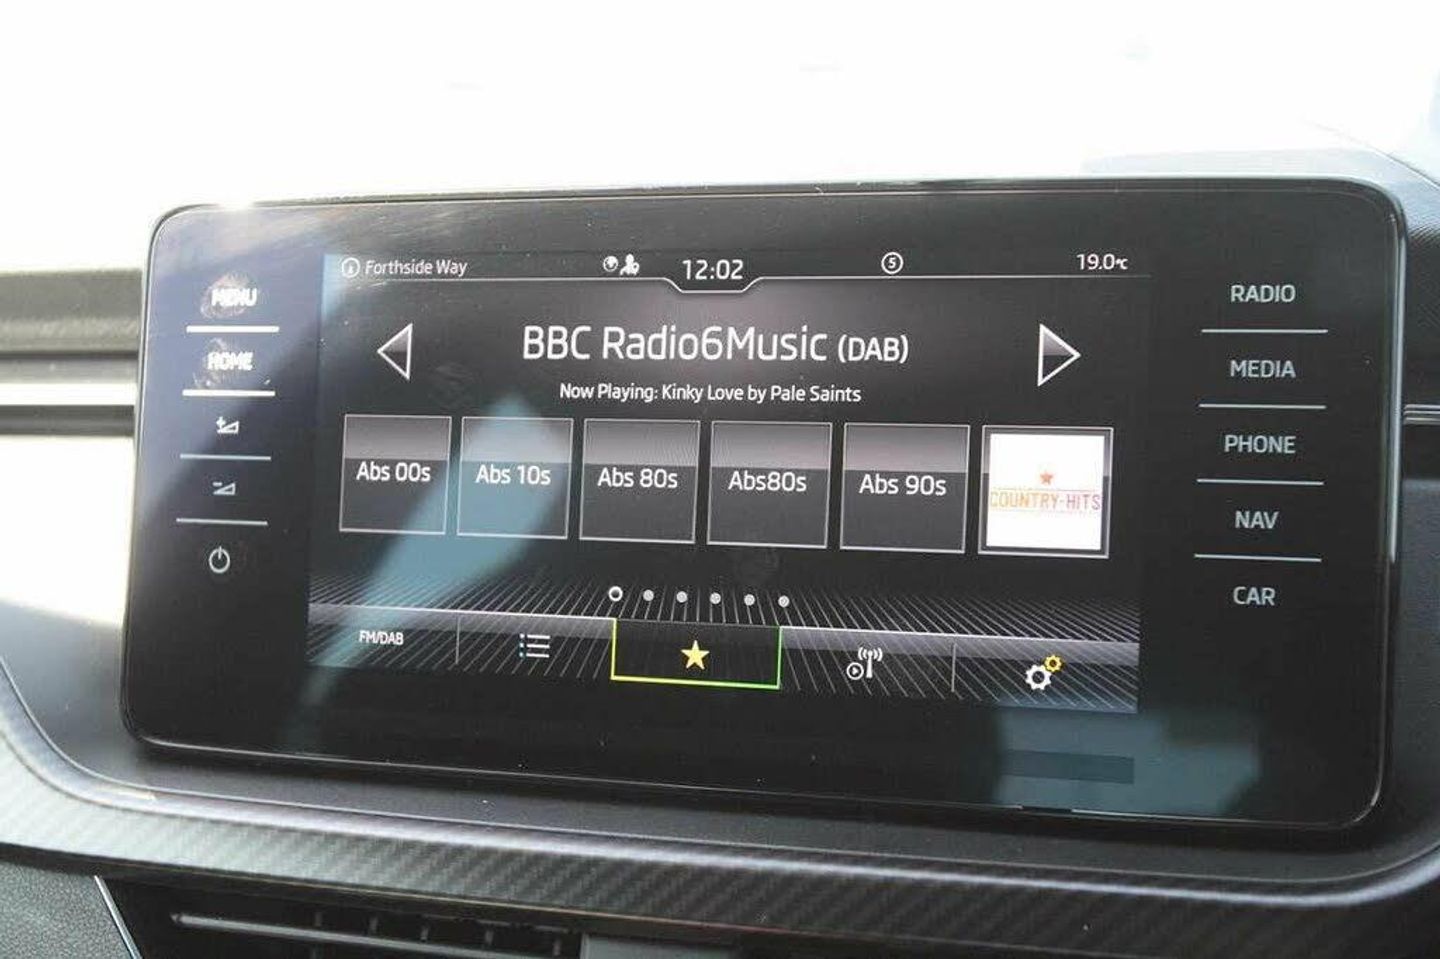 MENU
HOME
Forthside Way
12:02
5
19.0°C
BBC Radio6Music (DAB)
Now Playing: Kinky Love by Pale Saints
Abs 00s
Abs 10s
Abs 80s
Abs80s
Abs 90s
COUNTRY-HITS
FM/DAB
RADIO
MEDIA
PHONE
NAV
CAR